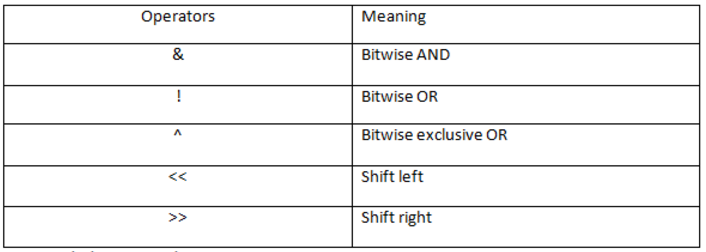 Operators Meaning
& Bitwise AND
! Bitwise OR
^ Bitwise exclusive OR
<< Shift left
>> Shift right